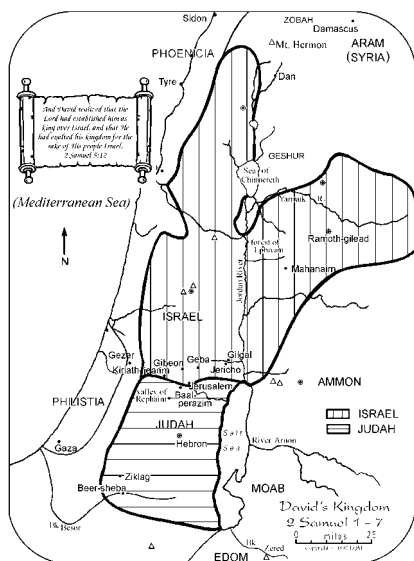 Sidon
ZOBAH
Damascus
PHOENICIA
Mt. Hermon
ARAM
(SYRIA)
Tyre
Dan
And David realized that the
Lord had established him as
king over Israel, and that He
had exalted his kingdom for the
sake of His people Israel.
2 Samuel 5:12
GESHUR
Sea of
Chinnereth
(Mediterranean Sea)
Yarmuk R.
Ramoth-gilead
forest of
Ephraim
N
Mahanaim
Jordan River
ISRAEL
Gezer
Gibeon
Geba
Gilgal
Kiriath-jearim
Jericho
Jerusalem
AMMON
valley of
Rephaim
Baal-
perazim
PHILISTIA
JUDAH
ISRAEL
JUDAH
Hebron
Salt
Sea
River Arnon
Gaza
Ziklag
Beer-sheba
MOAB
Bk. Besor
David's Kingdom
2 Samuel 1 - 7
Bk. Zered
0 25
miles
EDOM